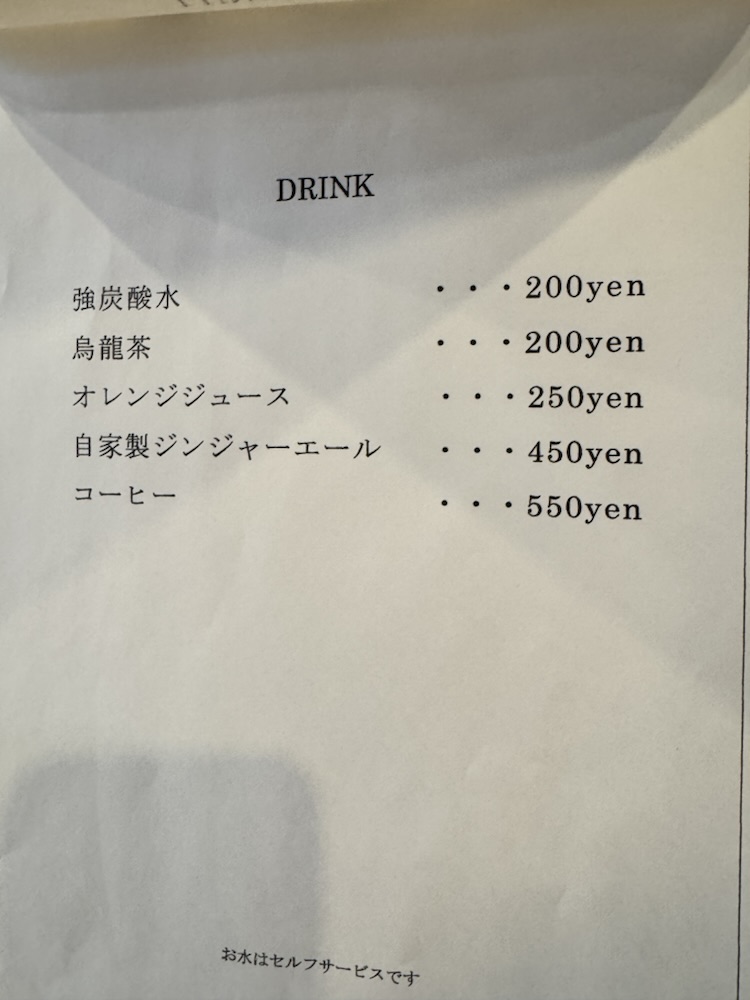 DRINK
強炭酸水 ・・・200yen
烏龍茶 ・・・200yen
オレンジジュース ・・・250yen
自家製ジンジャーエール ・・・450yen
コーヒー ・・・550yen
お水はセルフサービスです